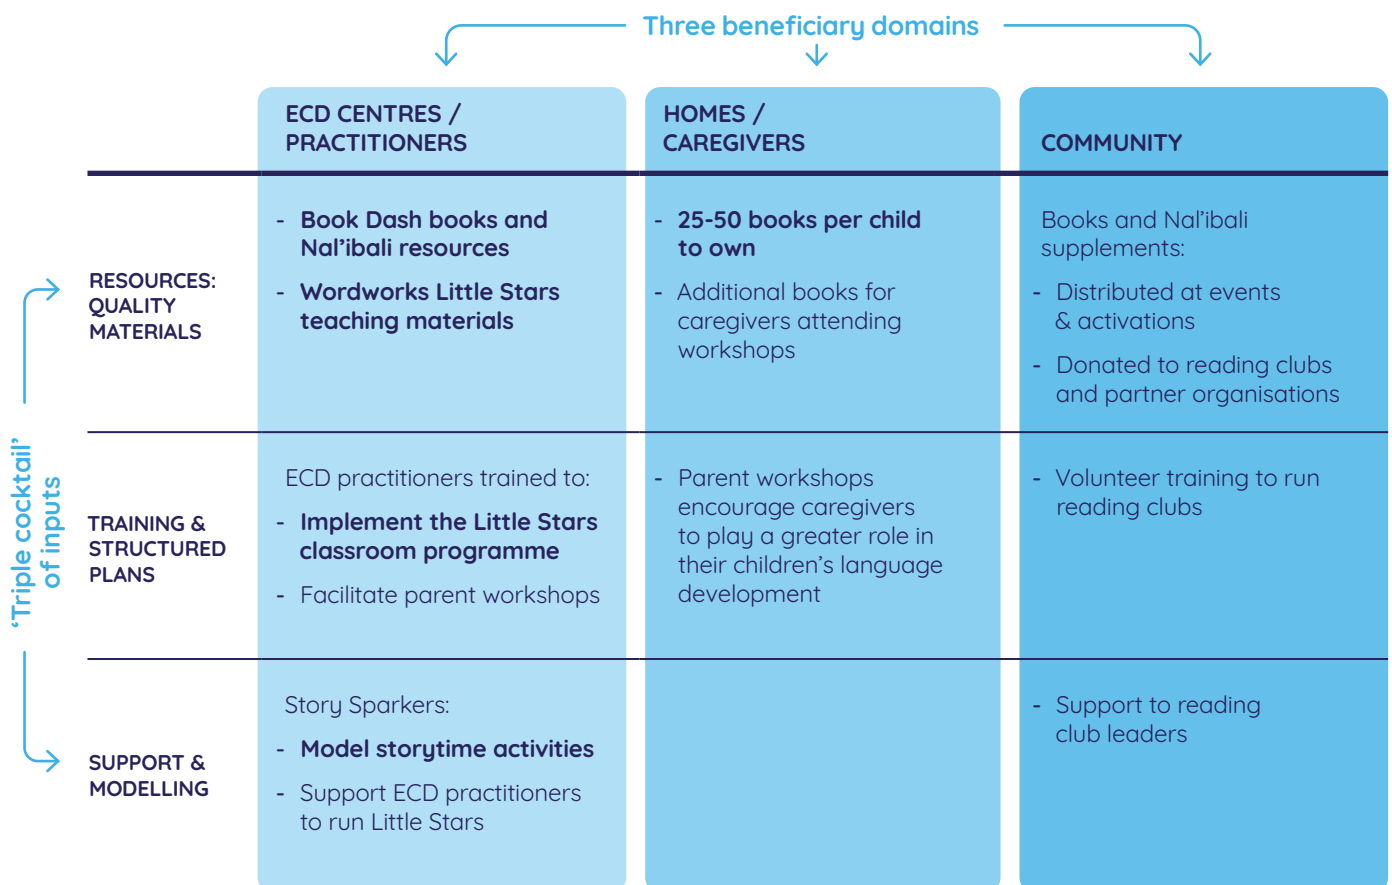 Three beneficiary domains
ECD CENTRES /
PRACTITIONERS
HOMES /
CAREGIVERS
COMMUNITY
‘Triple cocktail’
of inputs
RESOURCES:
QUALITY
MATERIALS
- Book Dash books and
Nal’ibali resources
- Wordworks Little Stars
teaching materials
- 25-50 books per child
to own
- Additional books for
caregivers attending
workshops
Books and Nal’ibali
supplements:
- Distributed at events
& activations
- Donated to reading clubs
and partner organisations
TRAINING &
STRUCTURED
PLANS
ECD practitioners trained to:
- Implement the Little Stars
classroom programme
- Facilitate parent workshops
- Parent workshops
encourage caregivers
to play a greater role in
their children’s language
development
- Volunteer training to run
reading clubs
SUPPORT &
MODELLING
Story Sparkers:
- Model storytime activities
- Support ECD practitioners
to run Little Stars
- Support to reading
club leaders